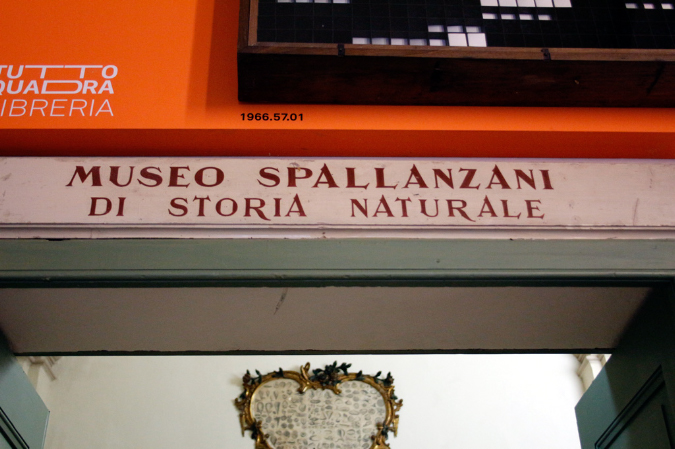 TUTTO
QUADRA
LIBRERIA
1966.57.01
MUSEO SPALLANZANI
DI STORIA NATURALE